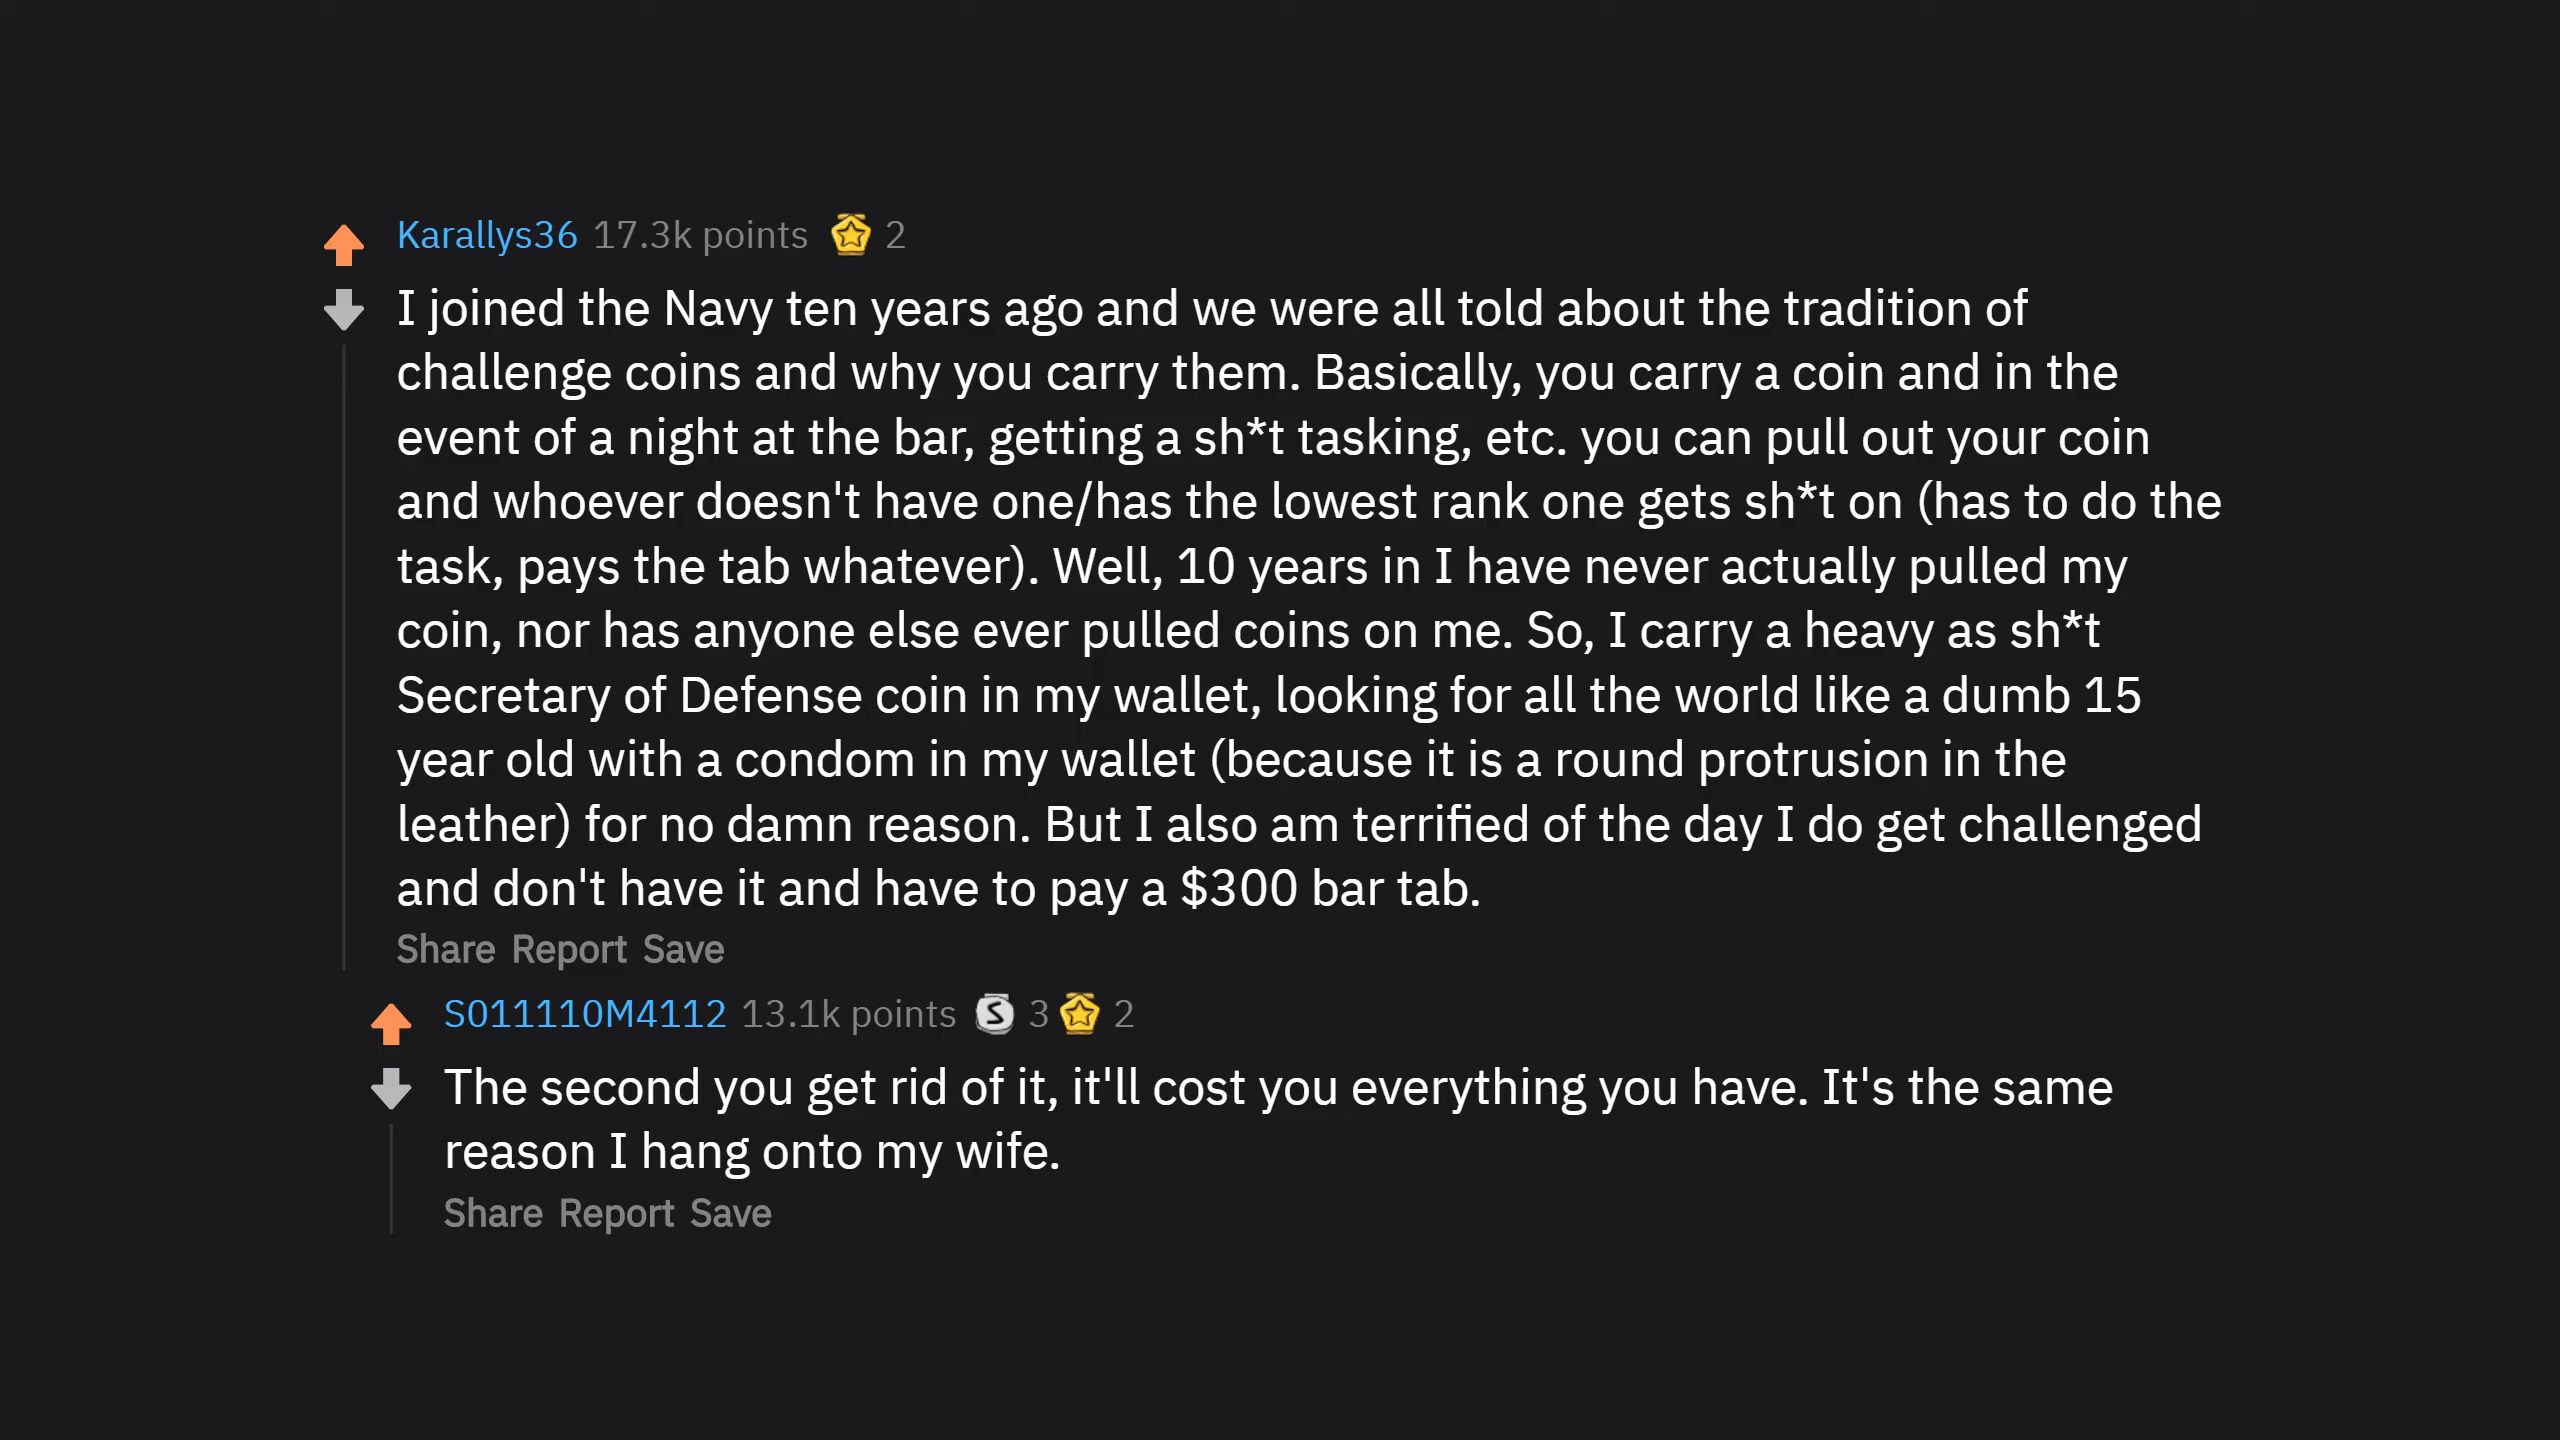 Karallys36 17.3k points 2
I joined the Navy ten years ago and we were all told about the tradition of
challenge coins and why you carry them. Basically, you carry a coin and in the
event of a night at the bar, getting a sh*t tasking, etc. you can pull out your coin
and whoever doesn't have one/has the lowest rank one gets sh*t on (has to do the
task, pays the tab whatever). Well, 10 years in I have never actually pulled my
coin, nor has anyone else ever pulled coins on me. So, I carry a heavy as sh*t
Secretary of Defense coin in my wallet, looking for all the world like a dumb 15
year old with a condom in my wallet (because it is a round protrusion in the
leather) for no damn reason. But I also am terrified of the day I do get challenged
and don't have it and have to pay a $300 bar tab.
Share Report Save
S011110M4112 13.1k points S 3 2
The second you get rid of it, it'll cost you everything you have. It's the same
reason I hang onto my wife.
Share Report Save